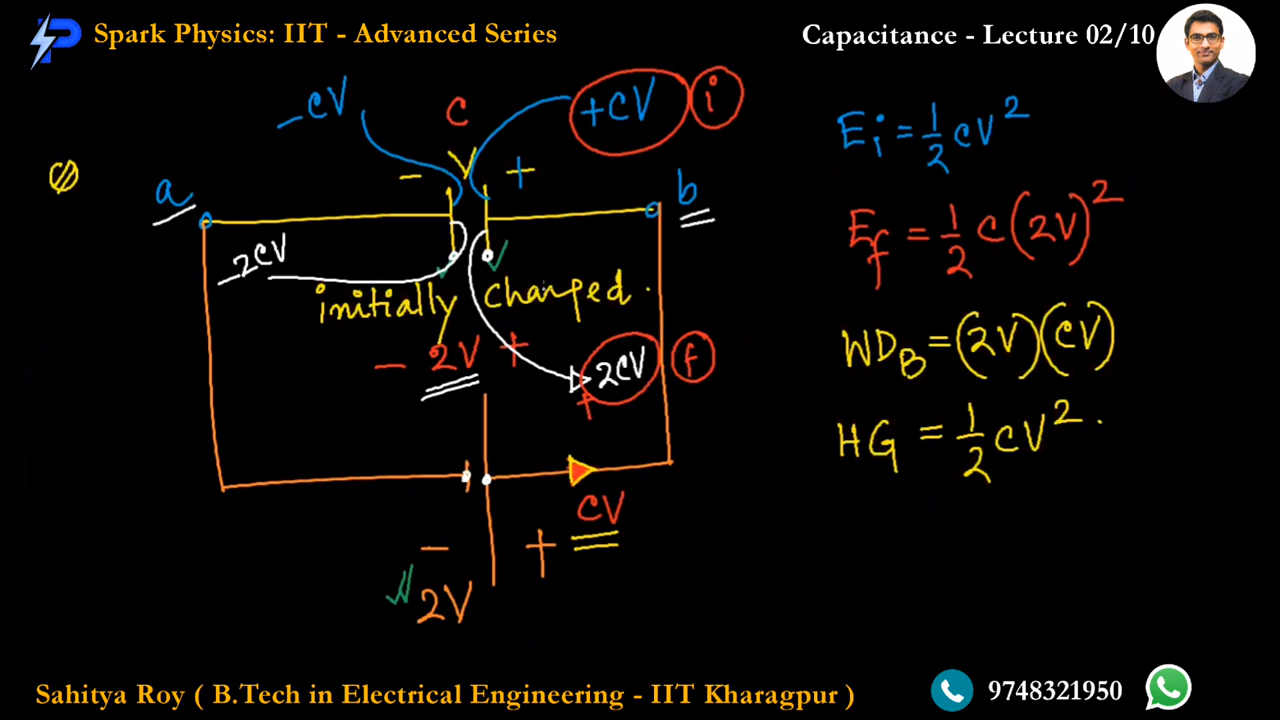 Spark Physics: IIT - Advanced Series
Capacitance - Lecture 02/10
-CV
C
+CV
i
- V +
a
b
-2CV
initially charged.
- 2V +
+2CV
f
CV
- +
2V
Ei = 1/2 CV²
Ef = 1/2 C(2V)²
WDB = (2V)(CV)
HG = 1/2 CV².
Sahitya Roy ( B.Tech in Electrical Engineering - IIT Kharagpur )
9748321950